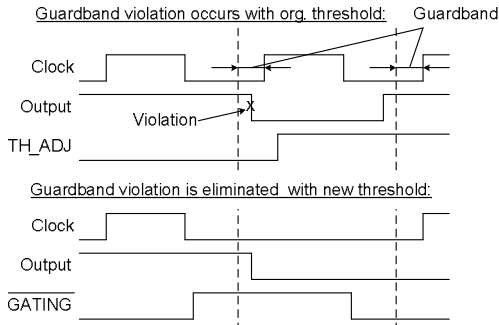 Guardband violation occurs with org. threshold:
Guardband
Clock
Output
X
Violation
TH_ADJ
Guardband violation is eliminated with new threshold:
Clock
Output
GATING